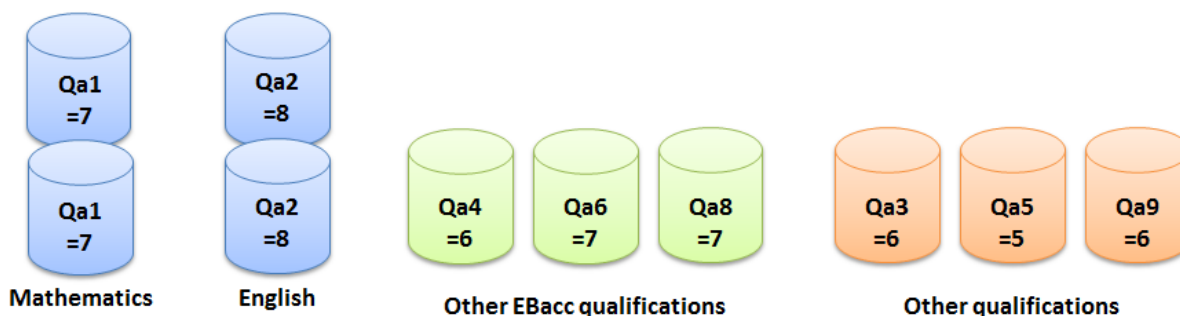 Qa1
=7
Qa2
=8
Qa1
=7
Qa2
=8
Qa4
=6
Qa6
=7
Qa8
=7
Qa3
=6
Qa5
=5
Qa9
=6
Mathematics
English
Other EBacc qualifications
Other qualifications